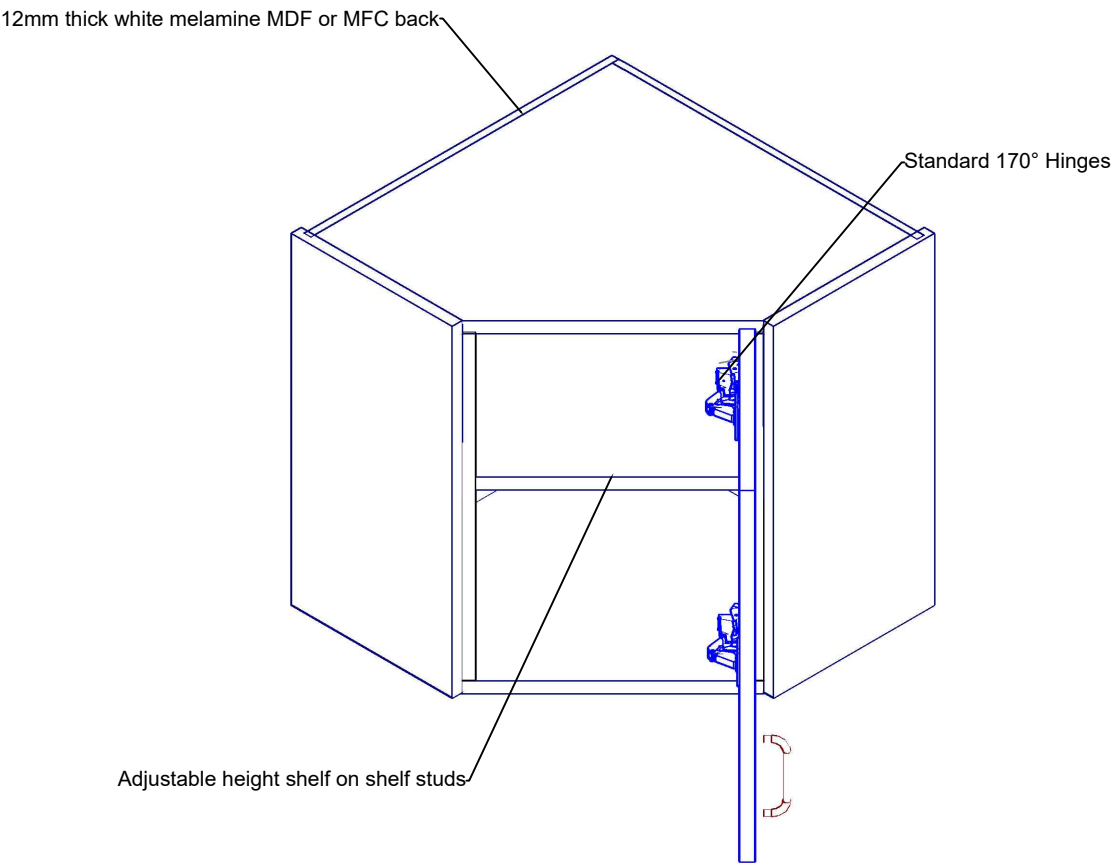 12mm thick white melamine MDF or MFC back
Standard 170° Hinges
Adjustable height shelf on shelf studs